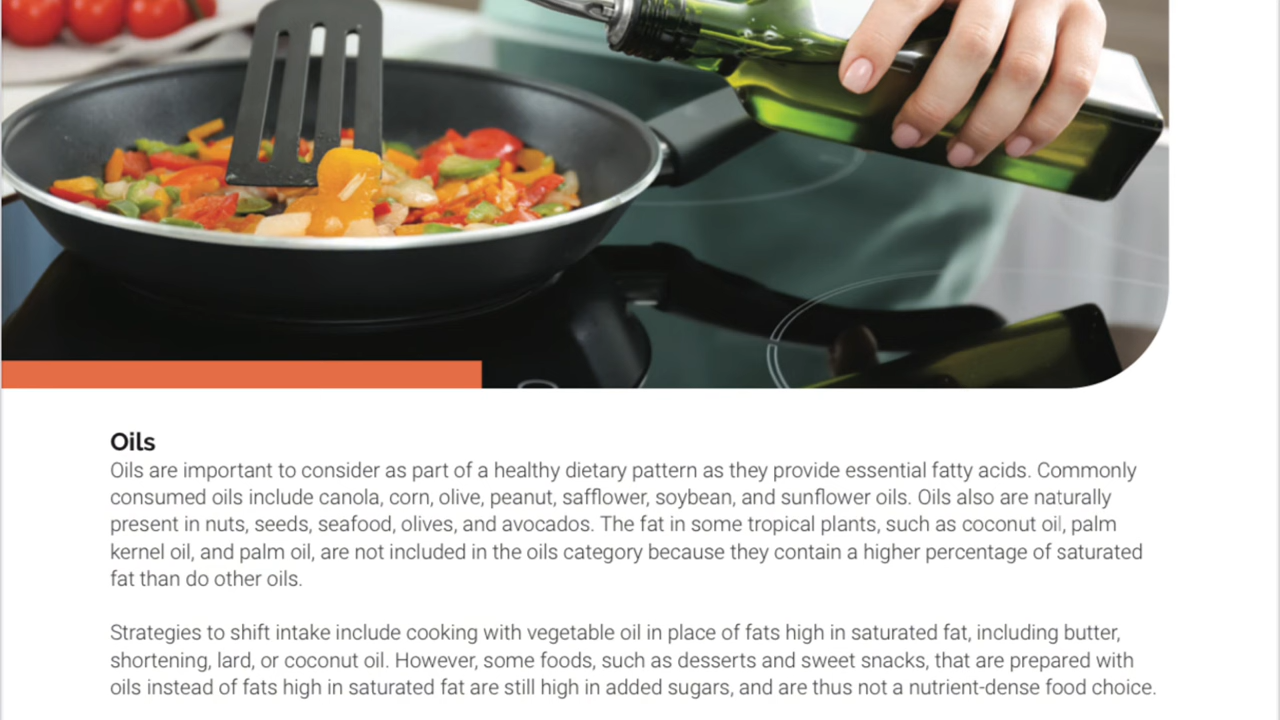 Oils
Oils are important to consider as part of a healthy dietary pattern as they provide essential fatty acids. Commonly
consumed oils include canola, corn, olive, peanut, safflower, soybean, and sunflower oils. Oils also are naturally
present in nuts, seeds, seafood, olives, and avocados. The fat in some tropical plants, such as coconut oil, palm
kernel oil, and palm oil, are not included in the oils category because they contain a higher percentage of saturated
fat than do other oils.
Strategies to shift intake include cooking with vegetable oil in place of fats high in saturated fat, including butter,
shortening, lard, or coconut oil. However, some foods, such as desserts and sweet snacks, that are prepared with
oils instead of fats high in saturated fat are still high in added sugars, and are thus not a nutrient-dense food choice.